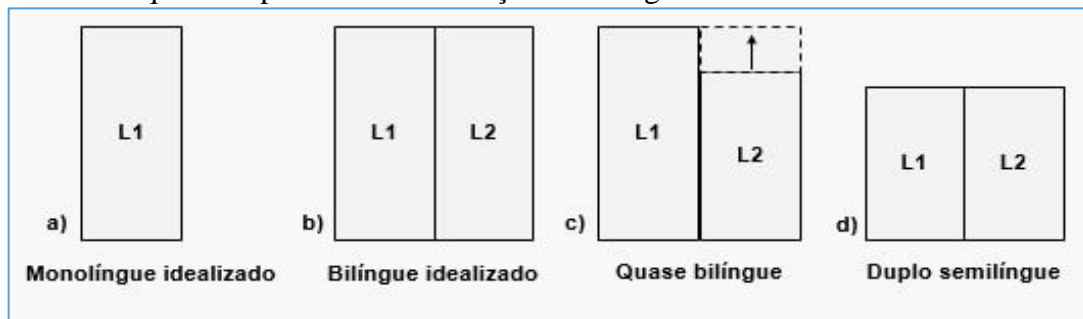 L1
a)
Monolíngue idealizado
L1 L2
b)
Bilíngue idealizado
L1
L2
c)
Quase bilíngue
L1 L2
d)
Duplo semilíngue